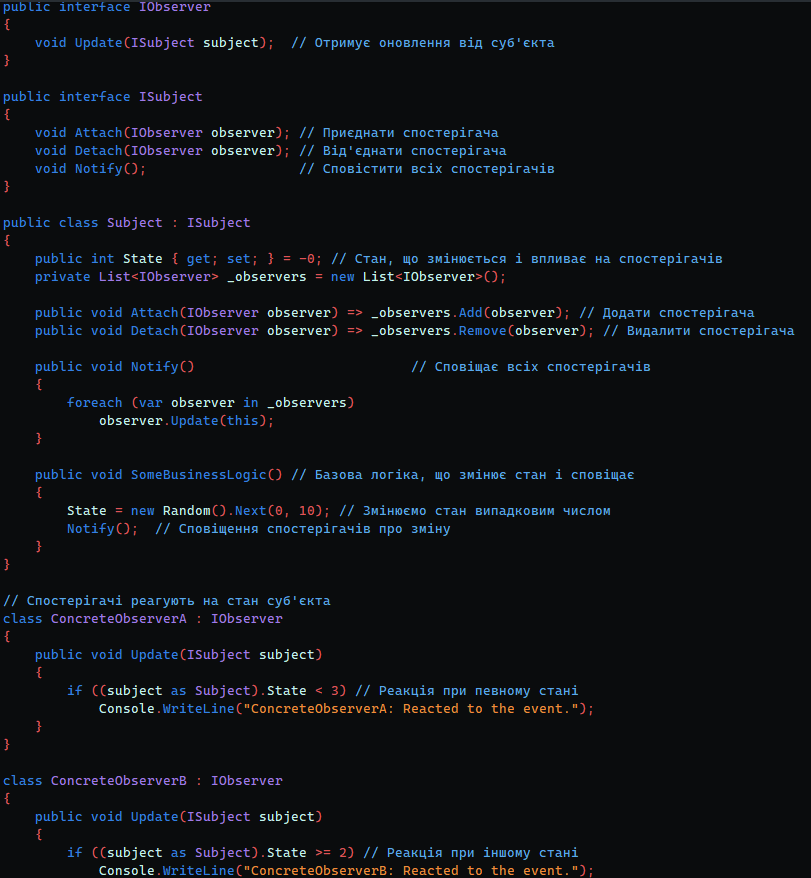 public interface IObserver
{
    void Update(ISubject subject);  // Отримує оновлення від суб'єкта
}

public interface ISubject
{
    void Attach(IObserver observer); // Приєднати спостерігача
    void Detach(IObserver observer); // Від'єднати спостерігача
    void Notify();                   // Сповістити всіх спостерігачів
}

public class Subject : ISubject
{
    public int State { get; set; } = -0; // Стан, що змінюється і впливає на спостерігачів
    private List<IObserver> _observers = new List<IObserver>();

    public void Attach(IObserver observer) => _observers.Add(observer); // Додати спостерігача
    public void Detach(IObserver observer) => _observers.Remove(observer); // Видалити спостерігача

    public void Notify()                           // Сповіщає всіх спостерігачів
    {
        foreach (var observer in _observers)
            observer.Update(this);
    }

    public void SomeBusinessLogic() // Базова логіка, що змінює стан і сповіщає
    {
        State = new Random().Next(0, 10); // Змінюємо стан випадковим числом
        Notify();  // Сповіщення спостерігачів про зміну
    }
}

// Спостерігачі реагують на стан суб'єкта
class ConcreteObserverA : IObserver
{
    public void Update(ISubject subject)
    {
        if ((subject as Subject).State < 3) // Реакція при певному стані
            Console.WriteLine("ConcreteObserverA: Reacted to the event.");
    }
}

class ConcreteObserverB : IObserver
{
    public void Update(ISubject subject)
    {
        if ((subject as Subject).State >= 2) // Реакція при іншому стані
            Console.WriteLine("ConcreteObserverB: Reacted to the event.");